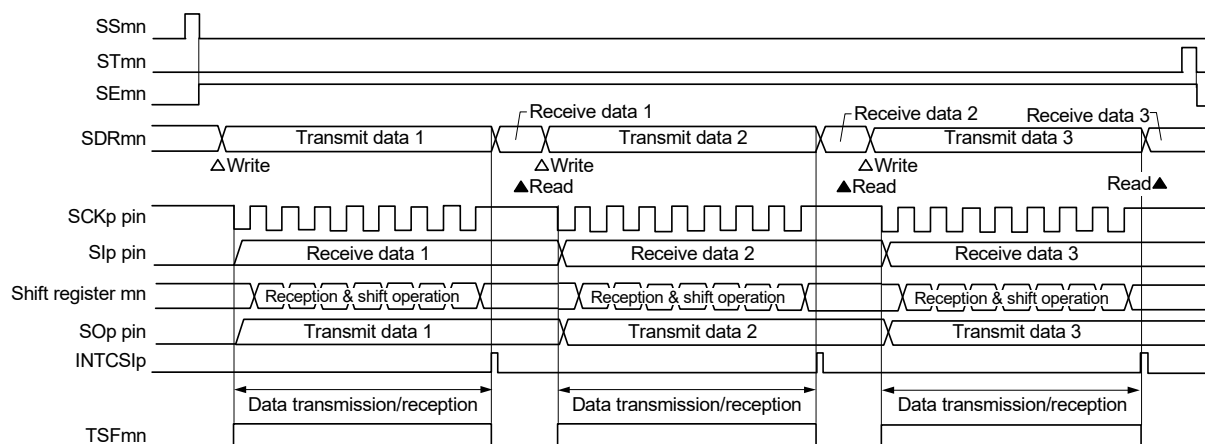 SSmn
STmn
SEmn
Receive data 1
Receive data 2
Receive data 3
SDRmn
Transmit data 1
Transmit data 2
Transmit data 3
△Write
△Write
△Write
▲Read
▲Read
Read▲
SCKp pin
SIp pin
Receive data 1
Receive data 2
Receive data 3
Shift register mn
Reception & shift operation
Reception & shift operation
Reception & shift operation
SOp pin
Transmit data 1
Transmit data 2
Transmit data 3
INTCSIp
Data transmission/reception
Data transmission/reception
Data transmission/reception
TSFmn